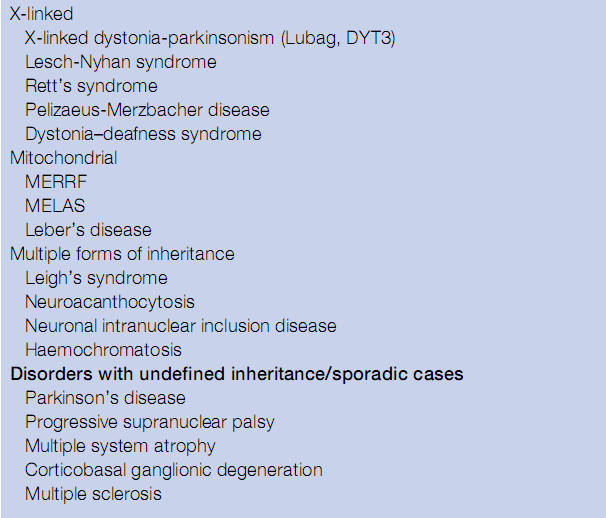 X-linked
X-linked dystonia-parkinsonism (Lubag, DYT3)
Lesch-Nyhan syndrome
Rett's syndrome
Pelizaeus-Merzbacher disease
Dystonia–deafness syndrome
Mitochondrial
MERRF
MELAS
Leber's disease
Multiple forms of inheritance
Leigh's syndrome
Neuroacanthocytosis
Neuronal intranuclear inclusion disease
Haemochromatosis
Disorders with undefined inheritance/sporadic cases
Parkinson's disease
Progressive supranuclear palsy
Multiple system atrophy
Corticobasal ganglionic degeneration
Multiple sclerosis